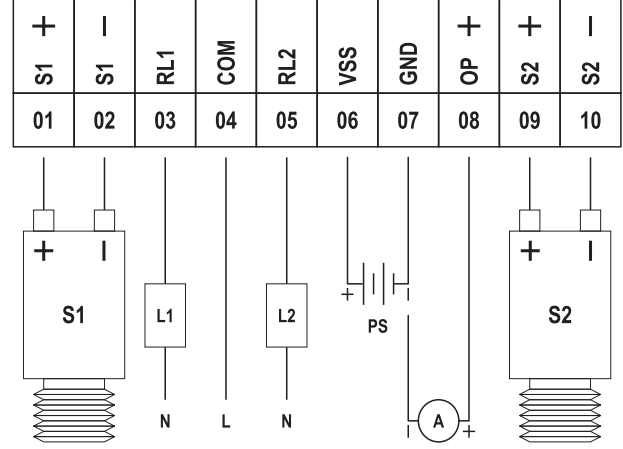 S1 + S1 – RL1 COM RL2 VSS GND OP + S2 + S2 –
01 02 03 04 05 06 07 08 09 10
+ – + –
S1 L1 L2 + – S2
PS
N L N – A +